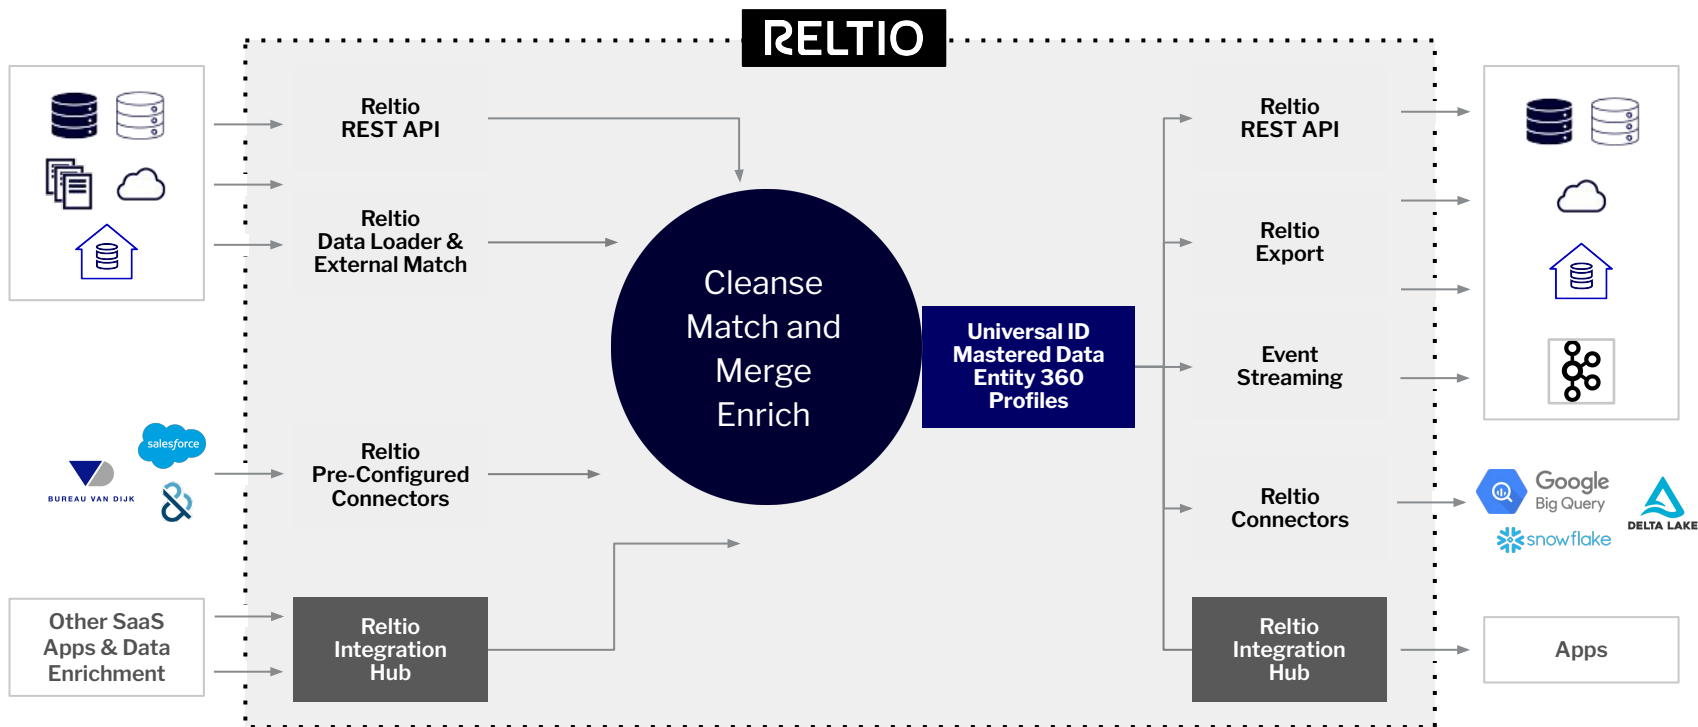 RELTIO
Reltio
REST API
Reltio
Data Loader &
External Match
salesforce
BUREAU VAN DIJK
Reltio
Pre-Configured
Connectors
Other SaaS
Apps & Data
Enrichment
Reltio
Integration
Hub
Cleanse
Match and
Merge
Enrich
Universal ID
Mastered Data
Entity 360
Profiles
Reltio
REST API
Reltio
Export
Event
Streaming
Reltio
Connectors
Reltio
Integration
Hub
Google
Big Query
DELTA LAKE
snowflake
Apps